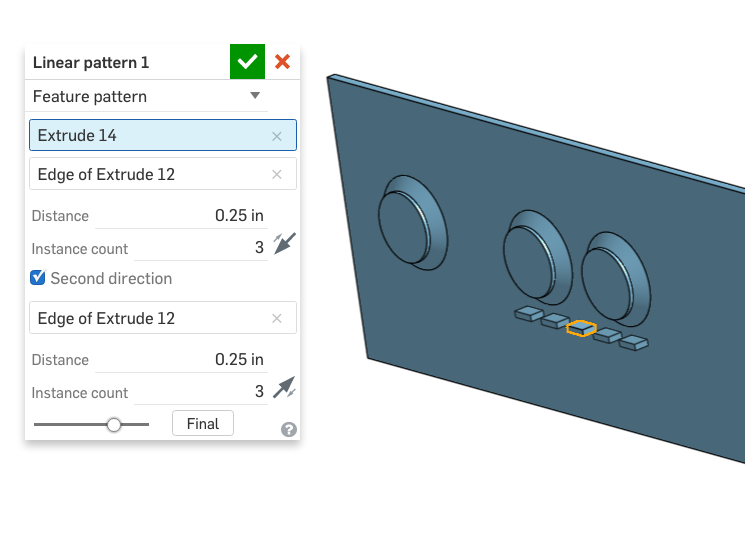 Linear pattern 1
Feature pattern
Extrude 14
Edge of Extrude 12
Distance 0.25 in
Instance count 3
Second direction
Edge of Extrude 12
Distance 0.25 in
Instance count 3
Final ?